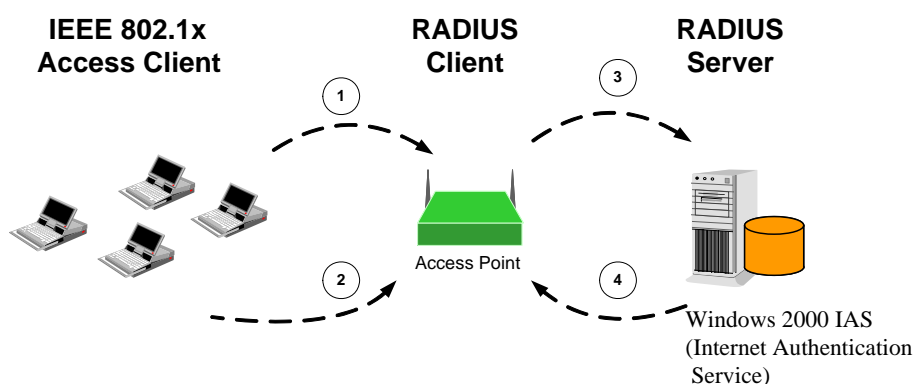 IEEE 802.1x
Access Client
RADIUS
Client
RADIUS
Server
1
3
Access Point
2
4
Windows 2000 IAS
(Internet Authentication
Service)